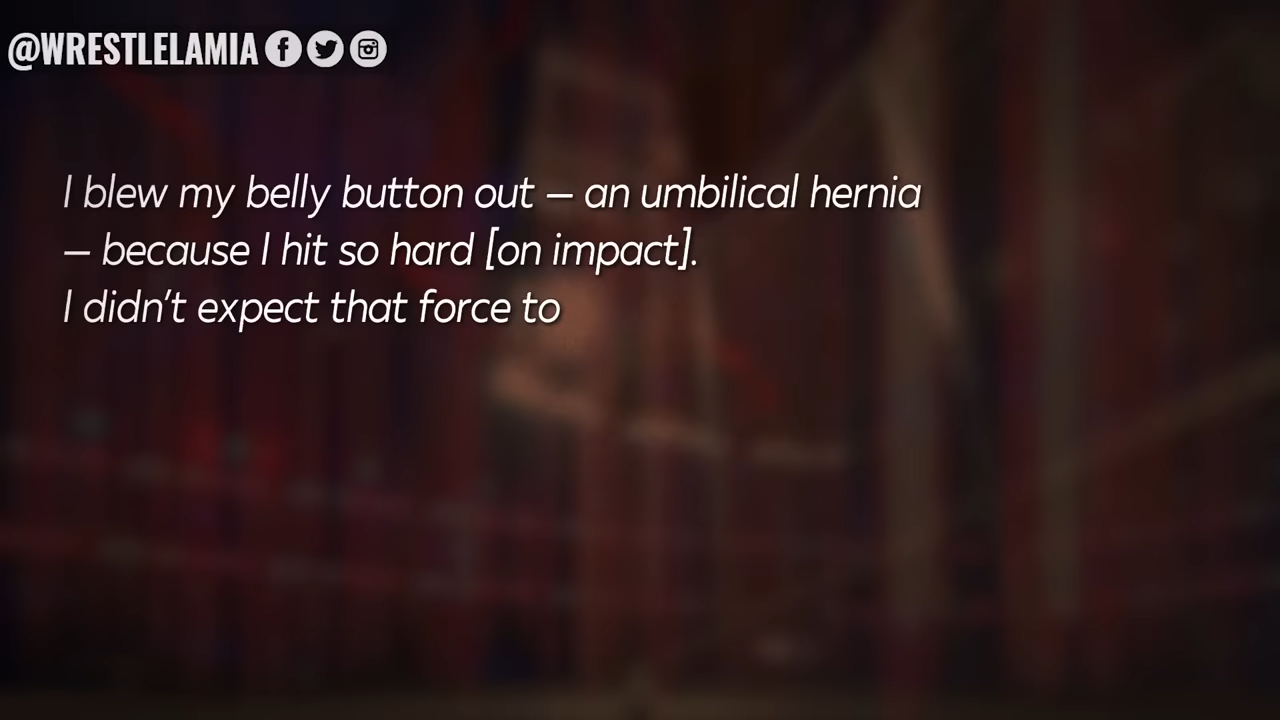 @WRESTLELAMIA
I blew my belly button out – an umbilical hernia
– because I hit so hard [on impact].
I didn’t expect that force to